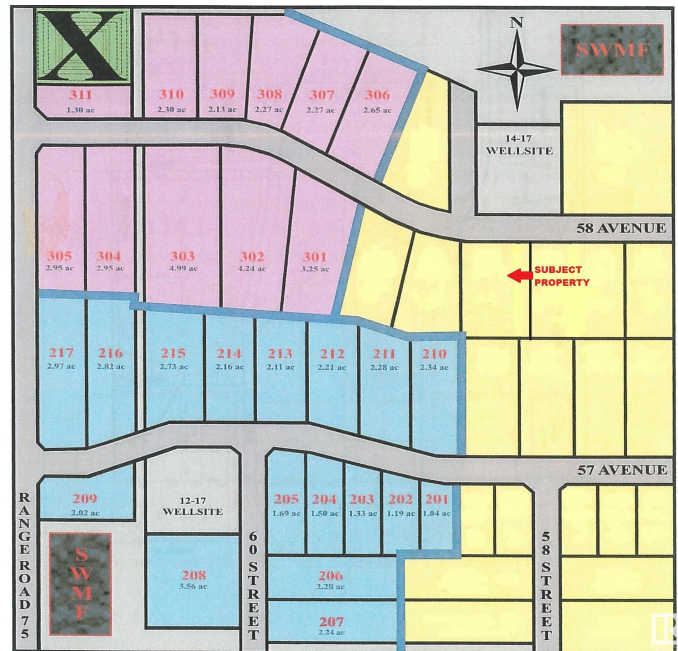 N
X
SWMF
311
1.30 ac
310
2.30 ac
309
2.13 ac
308
2.27 ac
307
2.27 ac
306
2.65 ac
14-17
WELLSITE
58 AVENUE
305
2.95 ac
304
2.95 ac
303
4.99 ac
302
4.24 ac
301
3.25 ac
SUBJECT
PROPERTY
217
2.97 ac
216
2.82 ac
215
2.73 ac
214
2.16 ac
213
2.11 ac
212
2.21 ac
211
2.28 ac
210
2.34 ac
57 AVENUE
209
2.02 ac
12-17
WELLSITE
205
1.69 ac
204
1.50 ac
203
1.33 ac
202
1.19 ac
201
1.04 ac
RANGE ROAD 75
SWMF
208
3.56 ac
60 STREET
206
2.28 ac
207
2.24 ac
58 STREET
R